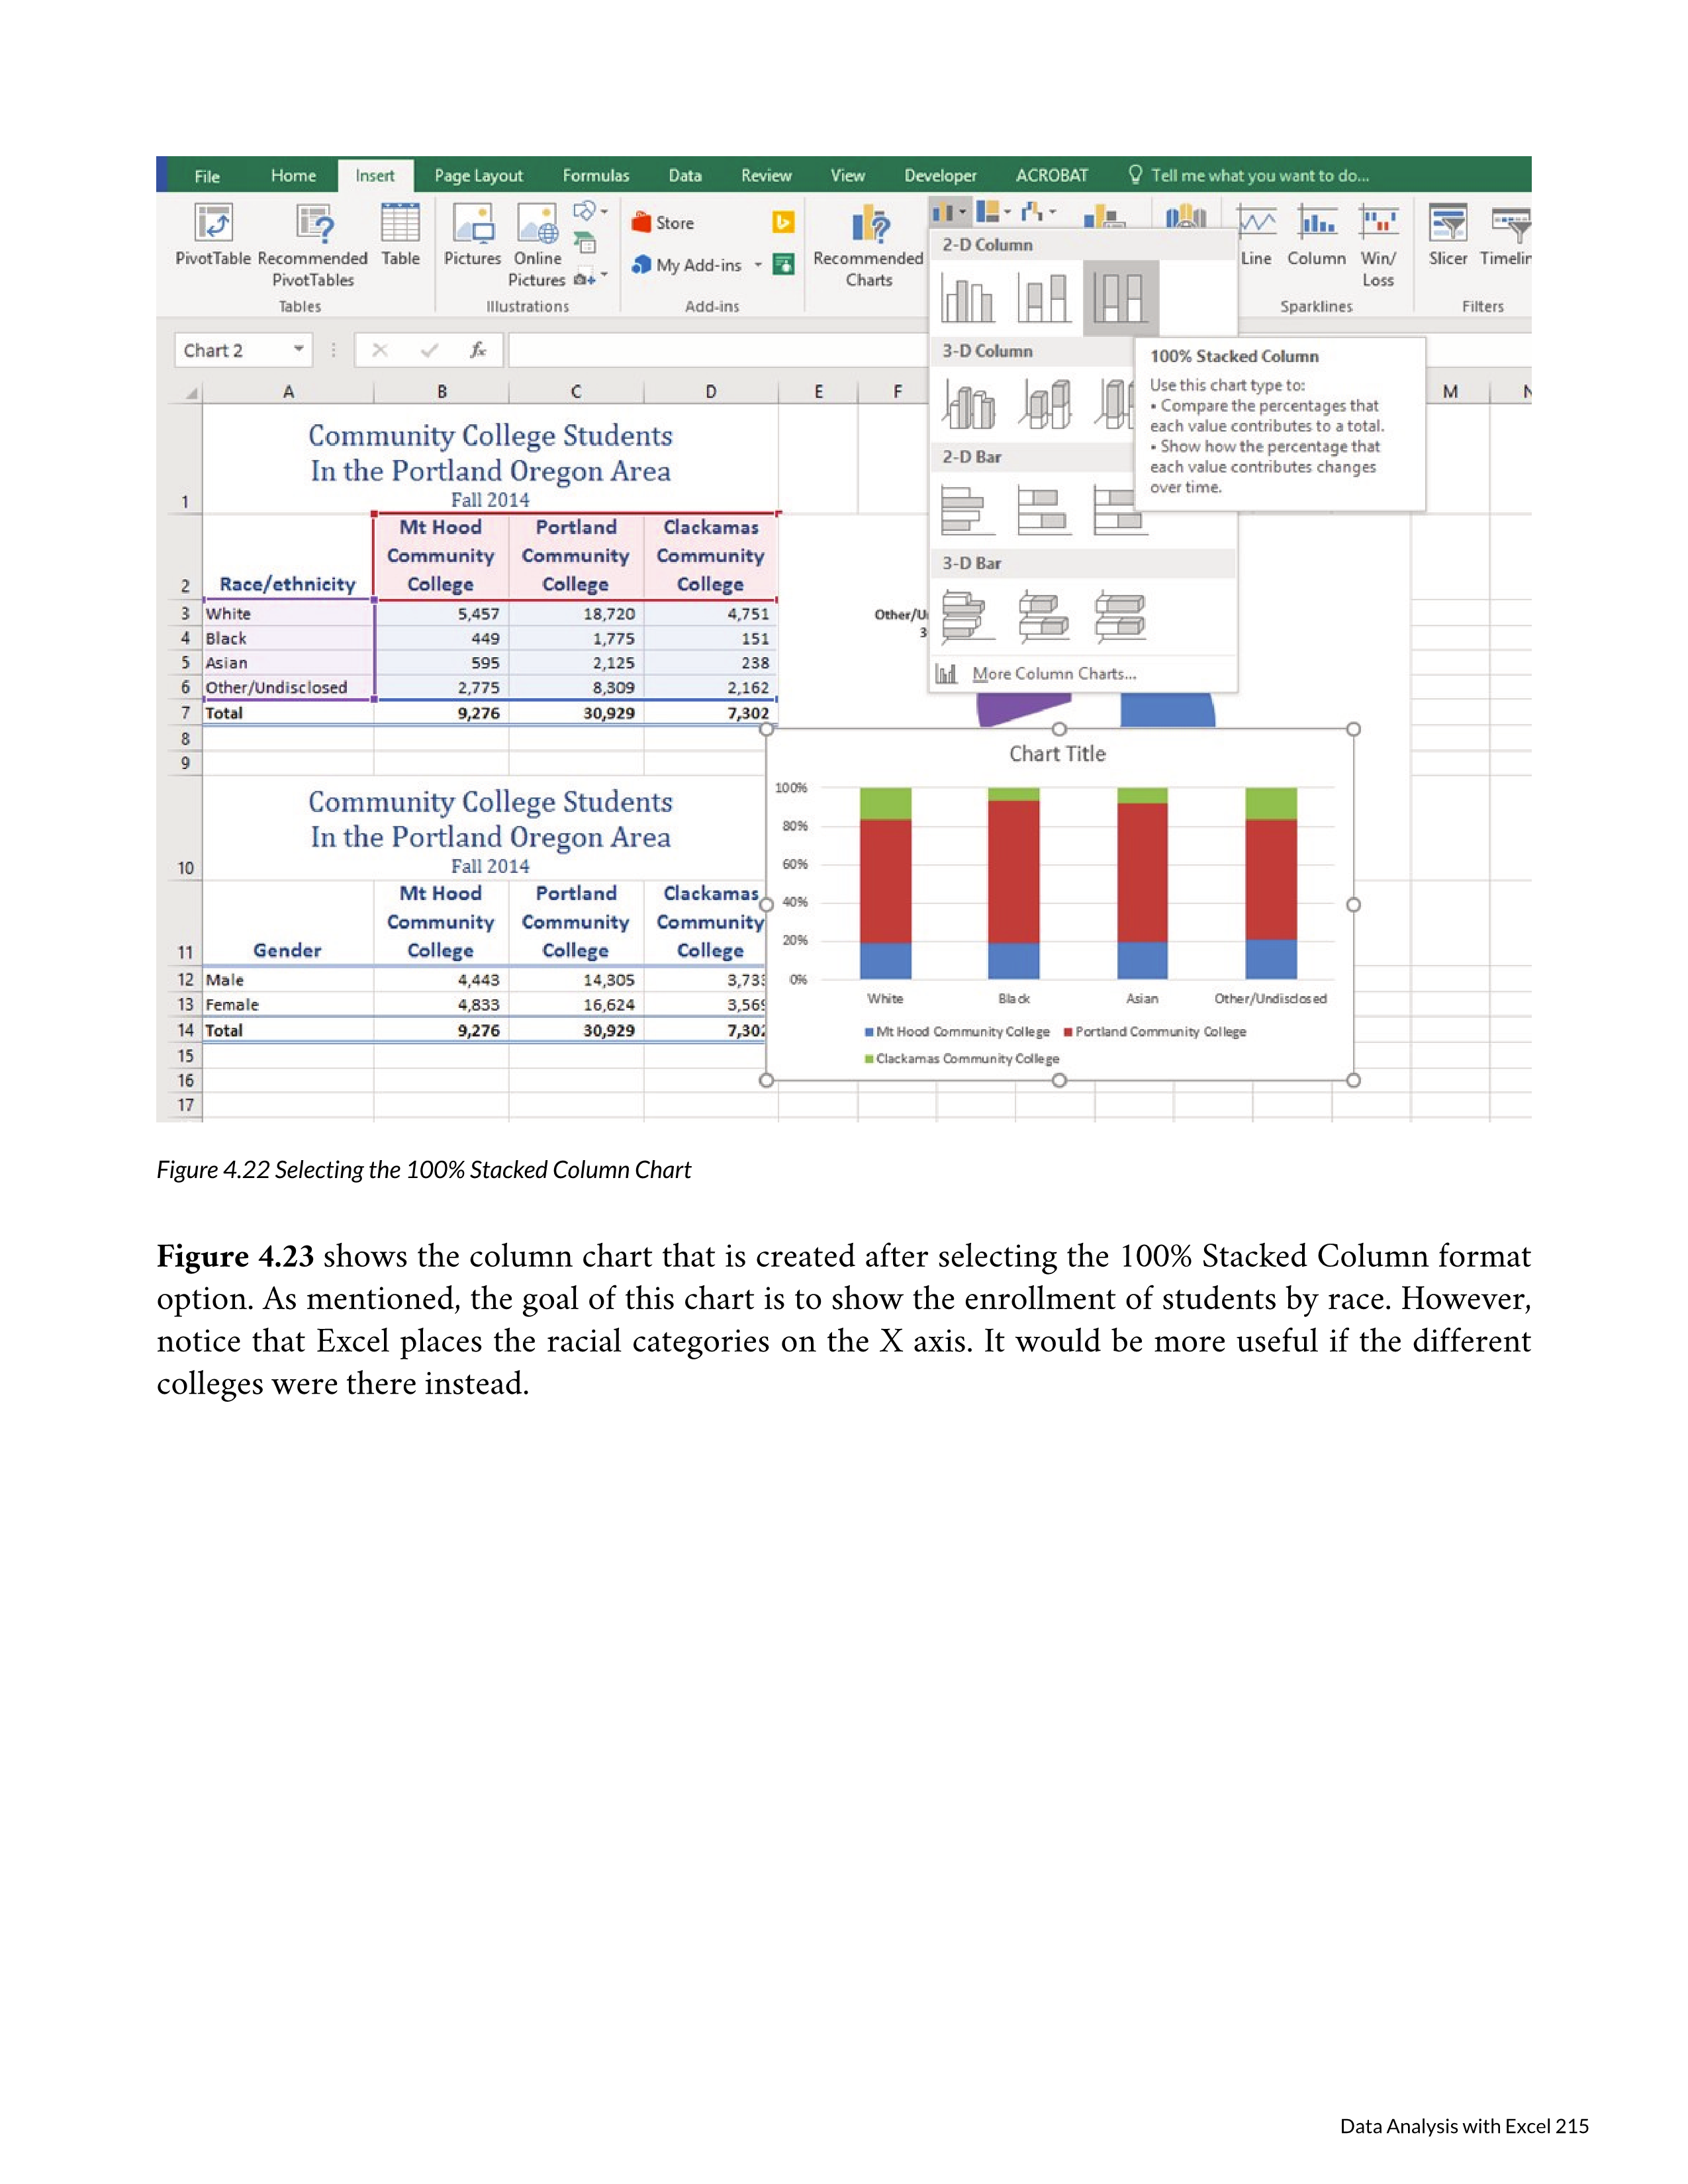 File Home Insert Page Layout Formulas Data Review View Developer ACROBAT Tell me what you want to do...
PivotTable Recommended PivotTables Table Pictures Online Pictures Store My Add-ins Recommended Charts Line Column Win/Loss Slicer
Tables Illustrations Add-ins Sparklines Filters
2-D Column
3-D Column
2-D Bar
3-D Bar
More Column Charts...
100% Stacked Column
Use this chart type to:
• Compare the percentages that
each value contributes to a total.
• Show how the percentage that
each value contributes changes
over time.
Chart 2 fx
A B C D E F M N
1
Community College Students
In the Portland Oregon Area
Fall 2014
2 Race/ethnicity Mt Hood Community College Portland Community College Clackamas Community College
3 White 5,457 18,720 4,751
4 Black 449 1,775 151
5 Asian 595 2,125 238
6 Other/Undisclosed 2,775 8,309 2,162
7 Total 9,276 30,929 7,302
8
9
10
Community College Students
In the Portland Oregon Area
Fall 2014
11 Gender Mt Hood Community College Portland Community College Clackamas Community College
12 Male 4,443 14,305
13 Female 4,833 16,624
14 Total 9,276 30,929
15
16
17
Chart Title
100%
80%
60%
40%
20%
0%
White Black Asian Other/Undisclosed
Mt Hood Community College Portland Community College
Clackamas Community College
Figure 4.22 Selecting the 100% Stacked Column Chart
Figure 4.23 shows the column chart that is created after selecting the 100% Stacked Column format
option. As mentioned, the goal of this chart is to show the enrollment of students by race. However,
notice that Excel places the racial categories on the X axis. It would be more useful if the different
colleges were there instead.
Data Analysis with Excel 215